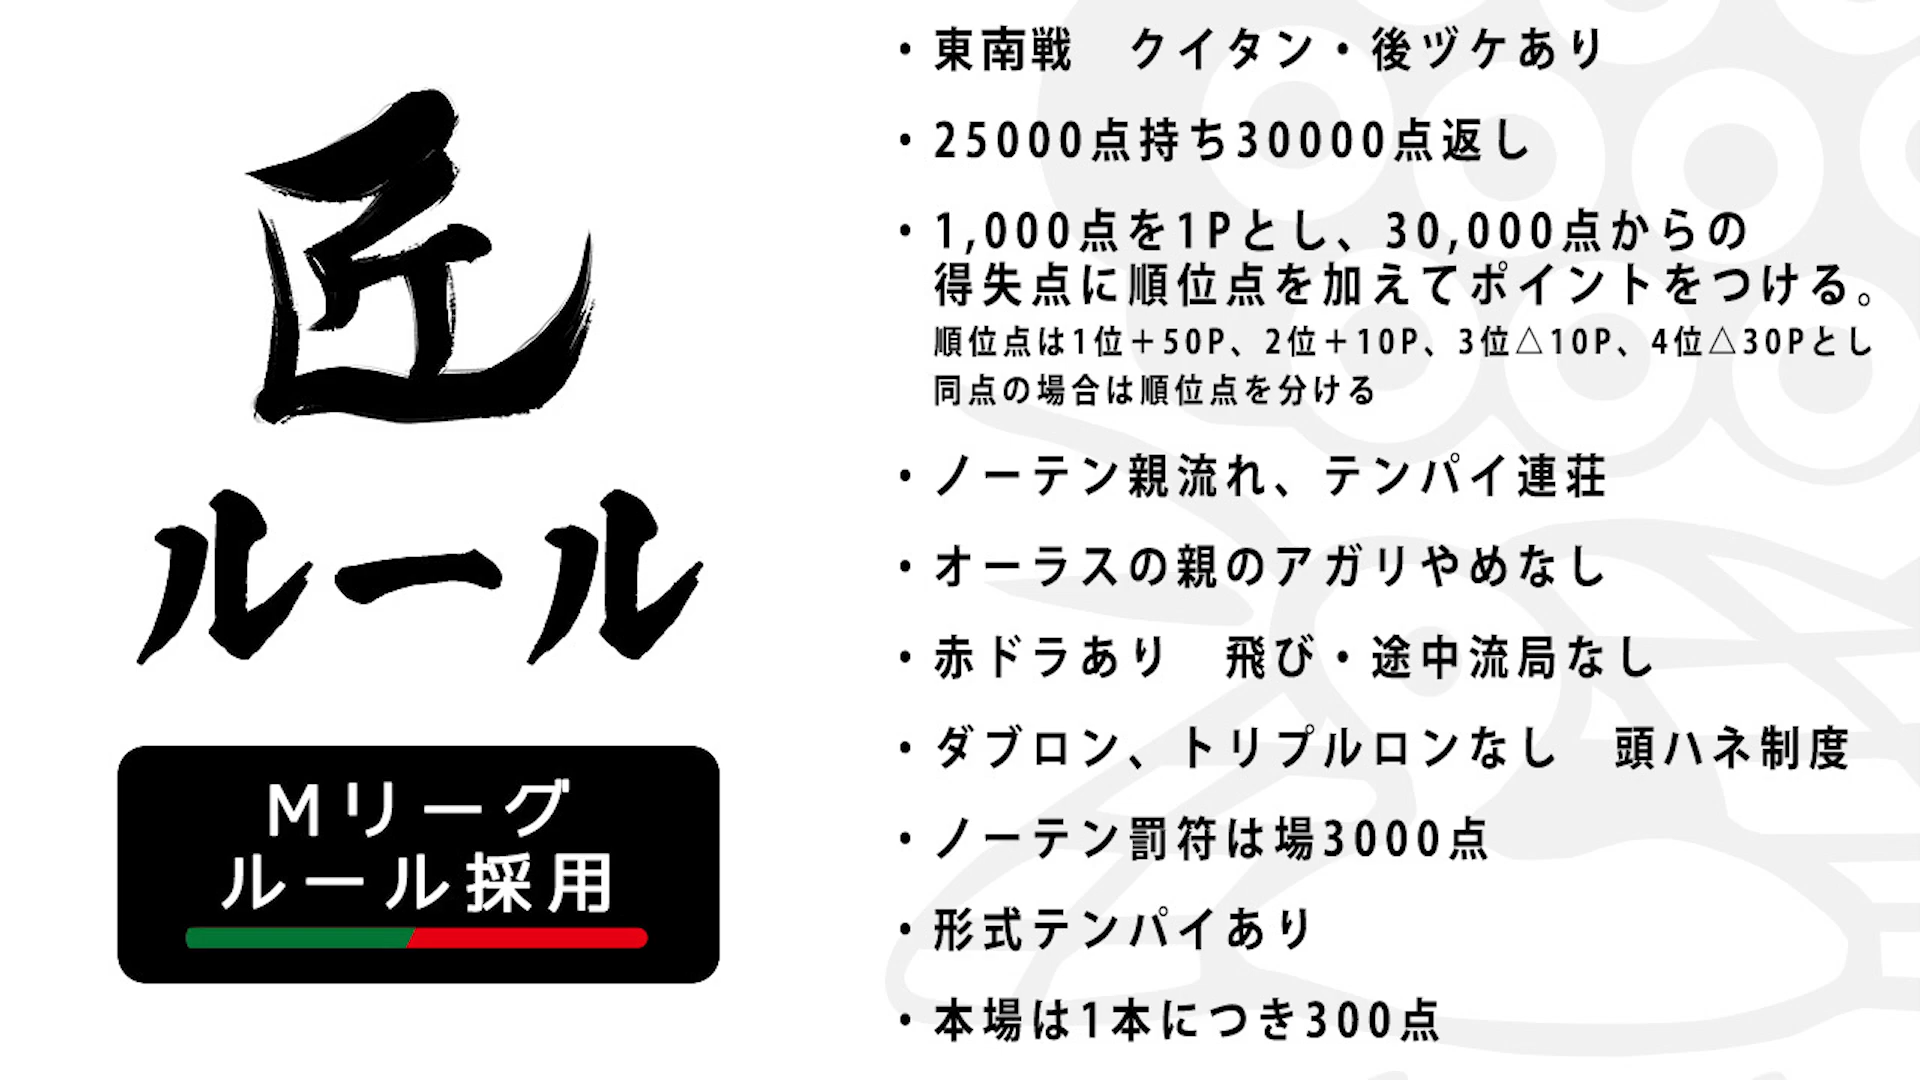 匠
ルール
Mリーグ
ルール採用
・東南戦　クイタン・後ヅケあり
・25000点持ち30000点返し
・1,000点を1Pとし、30,000点からの
得失点に順位点を加えてポイントをつける。
順位点は1位＋50P、2位＋10P、3位△10P、4位△30Pとし
同点の場合は順位点を分ける
・ノーテン親流れ、テンパイ連荘
・オーラスの親のアガリやめなし
・赤ドラあり　飛び・途中流局なし
・ダブロン、トリプルロンなし　頭ハネ制度
・ノーテン罰符は場3000点
・形式テンパイあり
・本場は1本につき300点